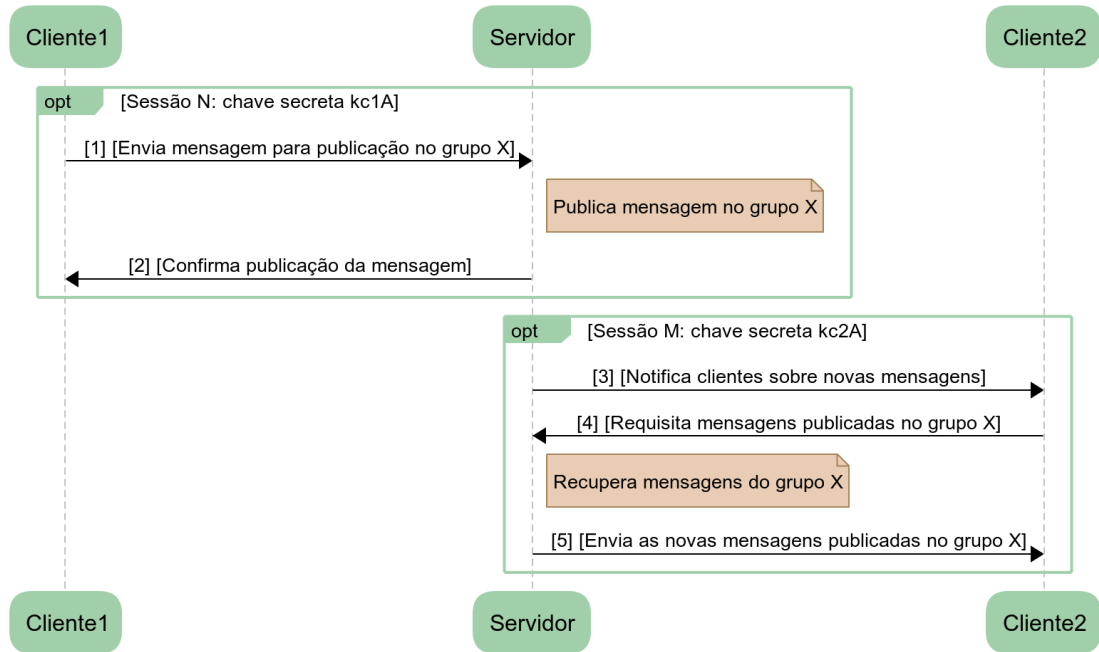 Cliente1
Servidor
Cliente2
opt
[Sessão N: chave secreta kc1A]
[1] [Envia mensagem para publicação no grupo X]
Publica mensagem no grupo X
[2] [Confirma publicação da mensagem]
opt
[Sessão M: chave secreta kc2A]
[3] [Notifica clientes sobre novas mensagens]
[4] [Requisita mensagens publicadas no grupo X]
Recupera mensagens do grupo X
[5] [Envia as novas mensagens publicadas no grupo X]
Cliente1
Servidor
Cliente2